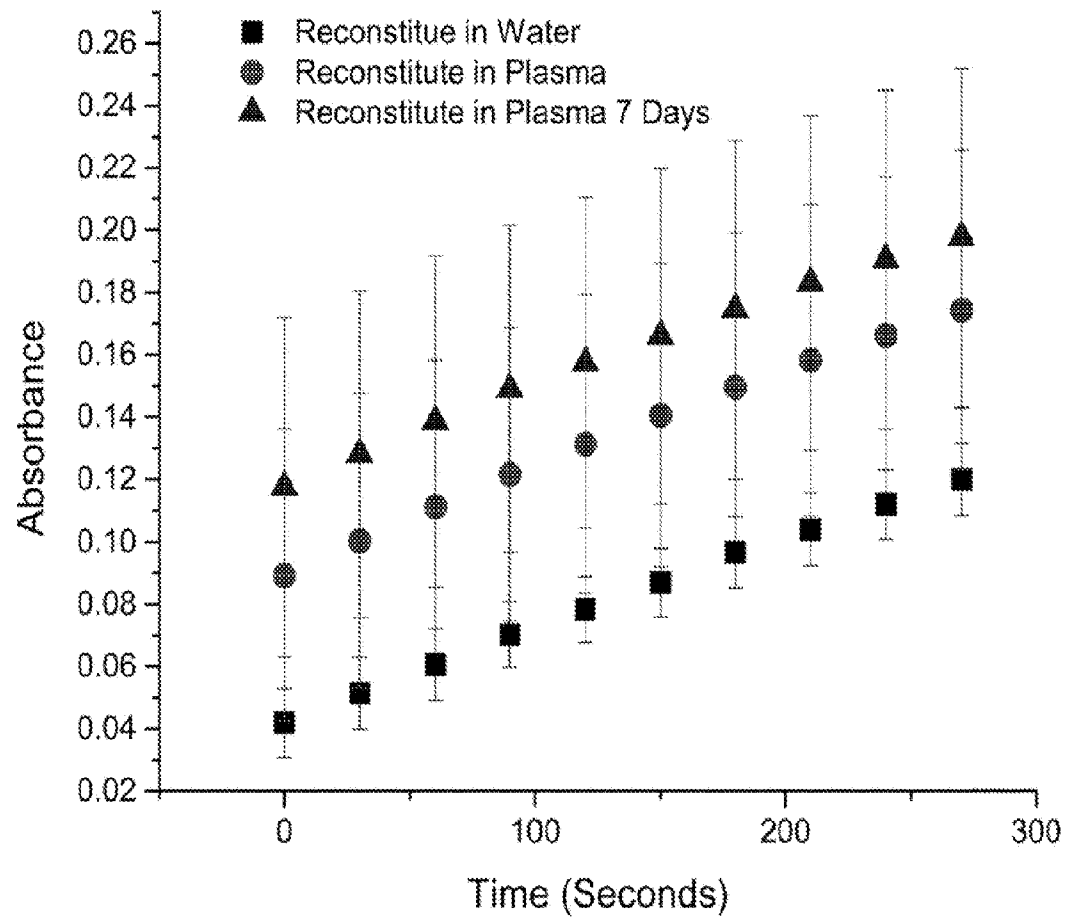 Reconstitue in Water
Reconstitute in Plasma
Reconstitute in Plasma 7 Days
0.26
0.24
0.22
0.20
0.18
0.16
0.14
0.12
0.10
0.08
0.06
0.04
0.02
Absorbance
0 100 200 300
Time (Seconds)